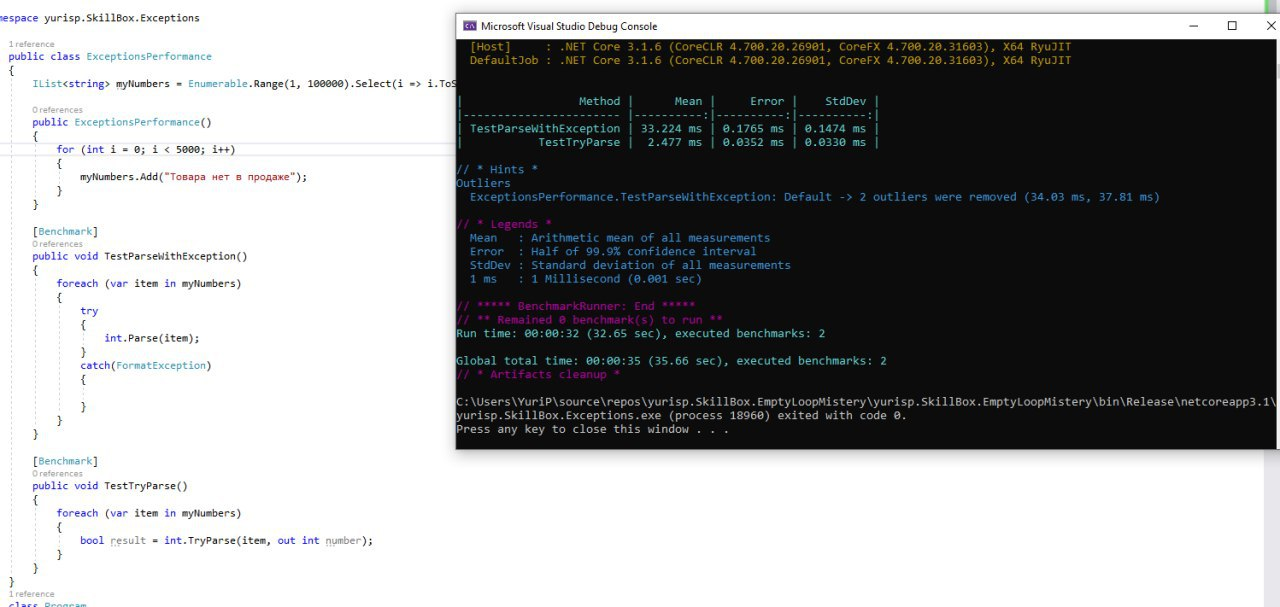 mespace yurisp.SkillBox.Exceptions
1 reference
public class ExceptionsPerformance
{
IList<string> myNumbers = Enumerable.Range(1, 100000).Select(i => i.ToS
0 references
public ExceptionsPerformance()
{
for (int i = 0; i < 5000; i++)
{
myNumbers.Add("Товара нет в продаже");
}
}
[Benchmark]
0 references
public void TestParseWithException()
{
foreach (var item in myNumbers)
{
try
{
int.Parse(item);
}
catch(FormatException)
{
}
}
}
[Benchmark]
0 references
public void TestTryParse()
{
foreach (var item in myNumbers)
{
bool result = int.TryParse(item, out int number);
}
}
}
1 reference
class Program
Microsoft Visual Studio Debug Console
[Host]     : .NET Core 3.1.6 (CoreCLR 4.700.20.26901, CoreFX 4.700.20.31603), X64 RyuJIT
DefaultJob : .NET Core 3.1.6 (CoreCLR 4.700.20.26901, CoreFX 4.700.20.31603), X64 RyuJIT
|                 Method |      Mean |     Error |    StdDev |
|----------------------- |----------:|----------:|----------:|
| TestParseWithException | 33.224 ms | 0.1765 ms | 0.1474 ms |
|           TestTryParse |  2.477 ms | 0.0352 ms | 0.0330 ms |
// * Hints *
Outliers
ExceptionsPerformance.TestParseWithException: Default -> 2 outliers were removed (34.03 ms, 37.81 ms)
// * Legends *
Mean   : Arithmetic mean of all measurements
Error  : Half of 99.9% confidence interval
StdDev : Standard deviation of all measurements
1 ms   : 1 Millisecond (0.001 sec)
// ***** BenchmarkRunner: End *****
// ** Remained 0 benchmark(s) to run **
Run time: 00:00:32 (32.65 sec), executed benchmarks: 2
Global total time: 00:00:35 (35.66 sec), executed benchmarks: 2
// * Artifacts cleanup *
C:\Users\YuriP\source\repos\yurisp.SkillBox.EmptyLoopMistery\yurisp.SkillBox.EmptyLoopMistery\bin\Release\netcoreapp3.1\
yurisp.SkillBox.Exceptions.exe (process 18960) exited with code 0.
Press any key to close this window . . .